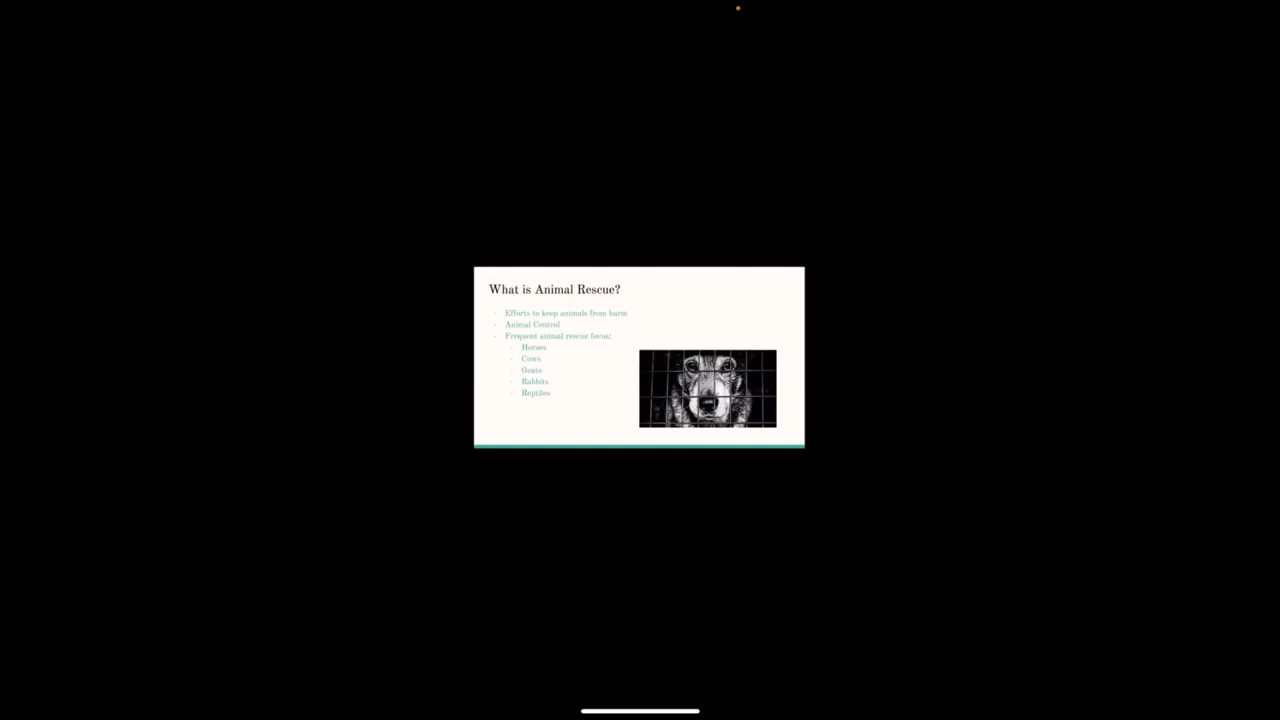 What is Animal Rescue?
- Efforts to keep animals from harm
- Animal Control
- Frequent animal rescue focus:
- Horses
- Cows
- Goats
- Rabbits
- Reptiles